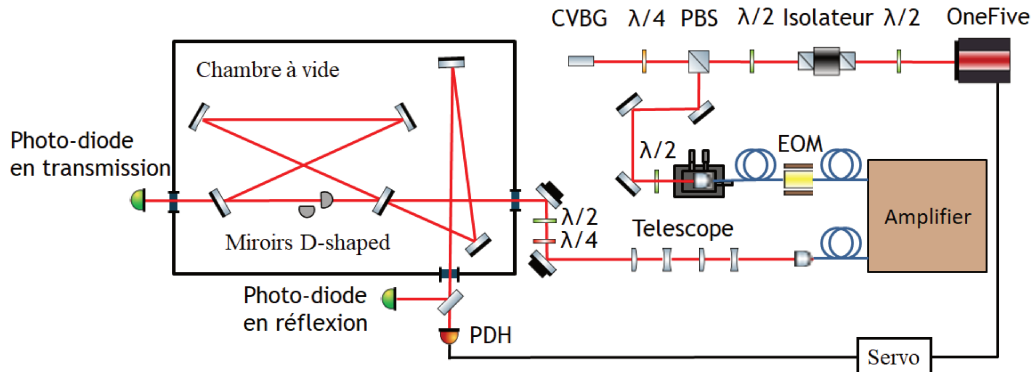 CVBG λ/4 PBS λ/2 Isolateur λ/2 OneFive
Chambre à vide
Photo-diode
en transmission
λ/2
EOM
Amplifier
Miroirs D-shaped
λ/2
λ/4
Telescope
Photo-diode
en réflexion
PDH
Servo